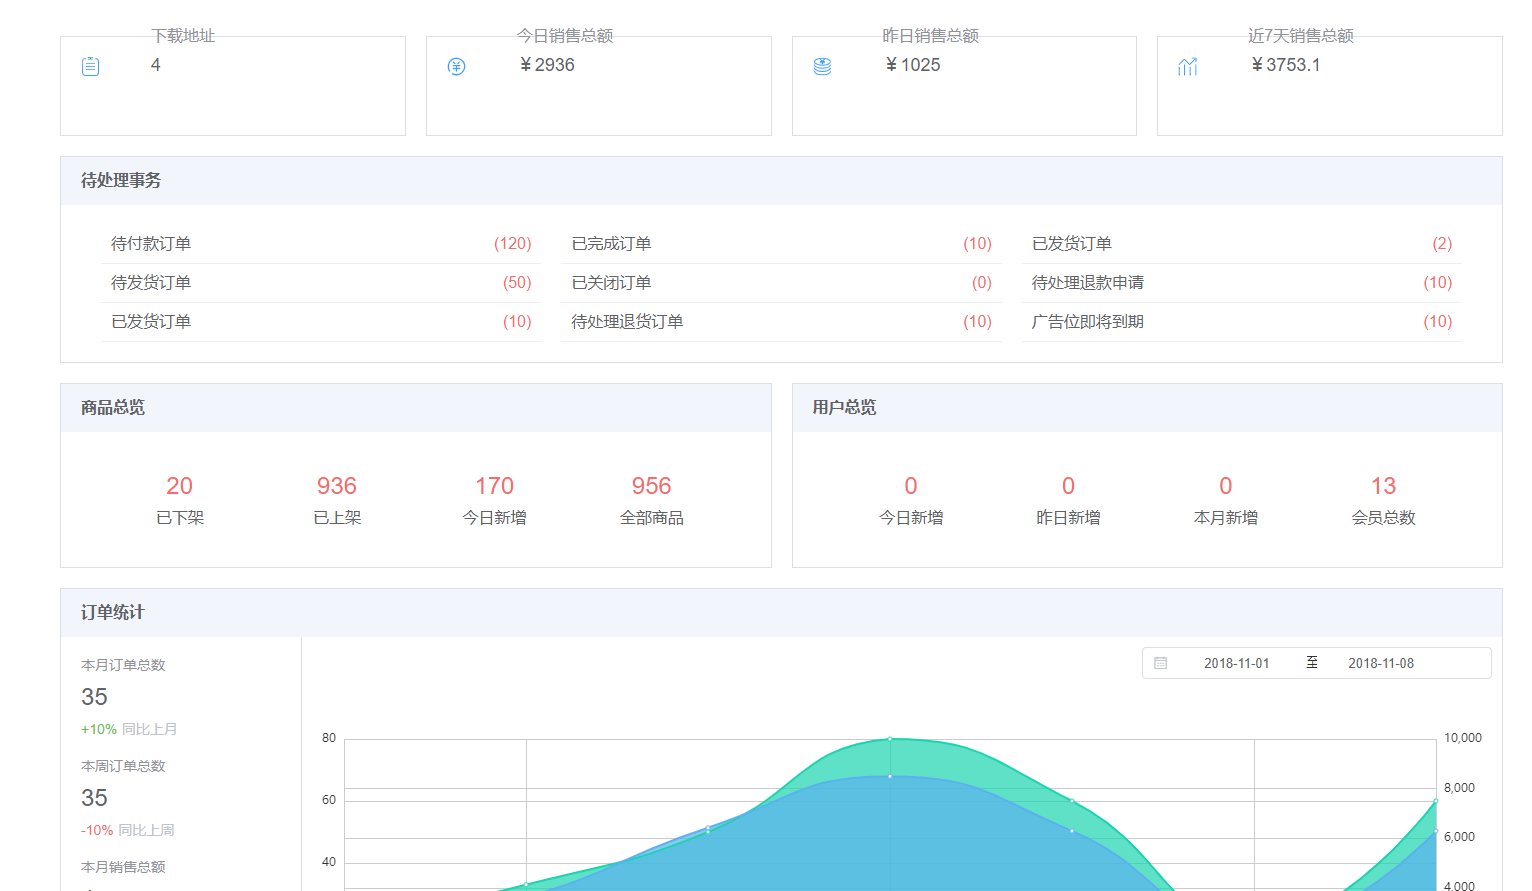 下载地址
4
今日销售总额
￥2936
昨日销售总额
￥1025
近7天销售总额
￥3753.1
待处理事务
待付款订单 (120) 已完成订单 (10) 已发货订单 (2)
待发货订单 (50) 已关闭订单 (0) 待处理退款申请 (10)
已发货订单 (10) 待处理退货订单 (10) 广告位即将到期 (10)
商品总览
20 936 170 956
已下架 已上架 今日新增 全部商品
用户总览
0 0 0 13
今日新增 昨日新增 本月新增 会员总数
订单统计
本月订单总数
35
+10% 同比上月
本周订单总数
35
-10% 同比上周
本月销售总额
2018-11-01 至 2018-11-08
80
60
40
10,000
8,000
6,000
4,000